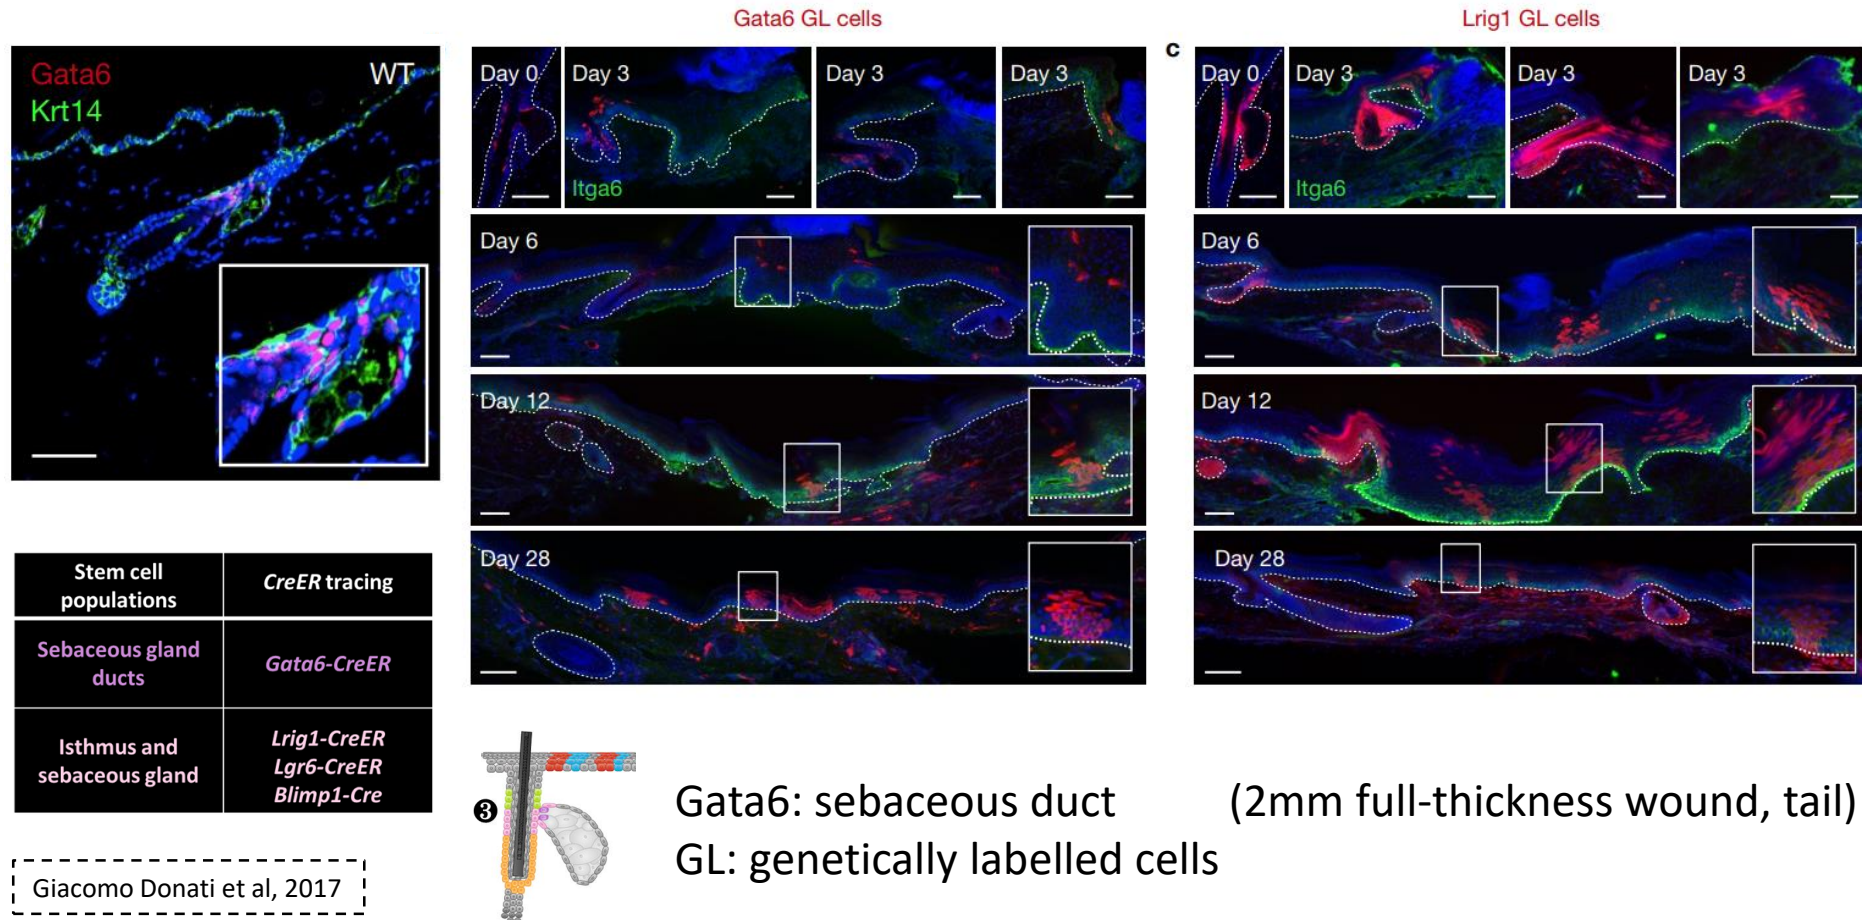 Gata6 GL cells
Lrig1 GL cells
Gata6
WT
Krt14
Day 0
Day 3
Itga6
Day 3
Day 3
Day 6
Day 12
Day 28
c
Day 0
Day 3
Itga6
Day 3
Day 3
Day 6
Day 12
Day 28
Stem cell
populations
CreER tracing
Sebaceous gland
ducts
Gata6-CreER
Isthmus and
sebaceous gland
Lrig1-CreER
Lgr6-CreER
Blimp1-Cre
Giacomo Donati et al, 2017
❸
Gata6: sebaceous duct
(2mm full-thickness wound, tail)
GL: genetically labelled cells